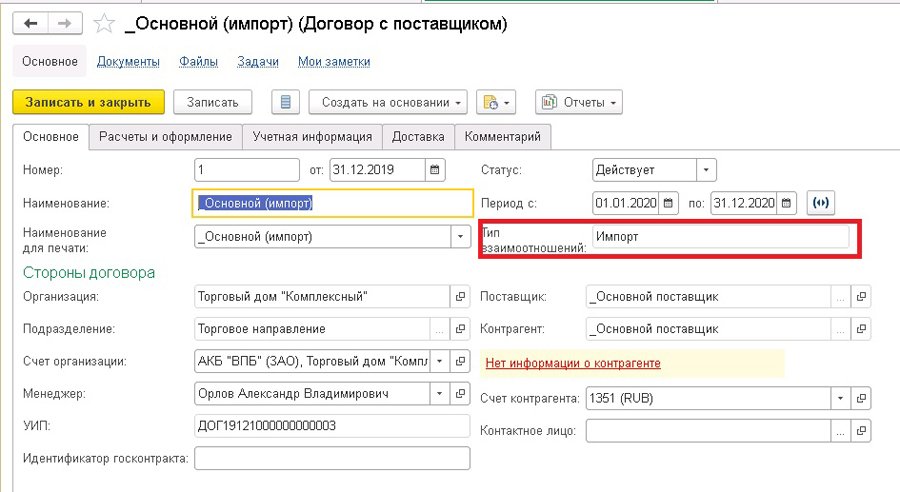 _Основной (импорт) (Договор с поставщиком)
Основное Документы Файлы Задачи Мои заметки
Записать и закрыть Записать Создать на основании Отчеты
Основное Расчеты и оформление Учетная информация Доставка Комментарий
Номер: 1 от: 31.12.2019 Статус: Действует
Наименование: _Основной (импорт) Период с: 01.01.2020 по: 31.12.2020
Наименование для печати: _Основной (импорт) Тип взаимоотношений: Импорт
Стороны договора
Организация: Торговый дом "Комплексный" Поставщик: _Основной поставщик ...
Подразделение: Торговое направление ... Контрагент: _Основной поставщик ...
Счет организации: АКБ "ВПБ" (ЗАО), Торговый дом "Компл Нет информации о контрагенте
Менеджер: Орлов Александр Владимирович Счет контрагента: 1351 (RUB)
УИП: ДОГ19121000000000003 Контактное лицо: ...
Идентификатор госконтракта: